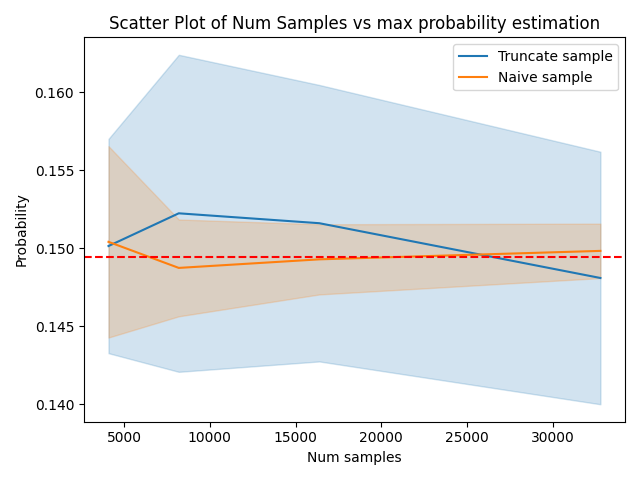 Scatter Plot of Num Samples vs max probability estimation
Truncate sample
Naive sample
0.160
0.155
0.150
0.145
0.140
Probability
5000 10000 15000 20000 25000 30000
Num samples